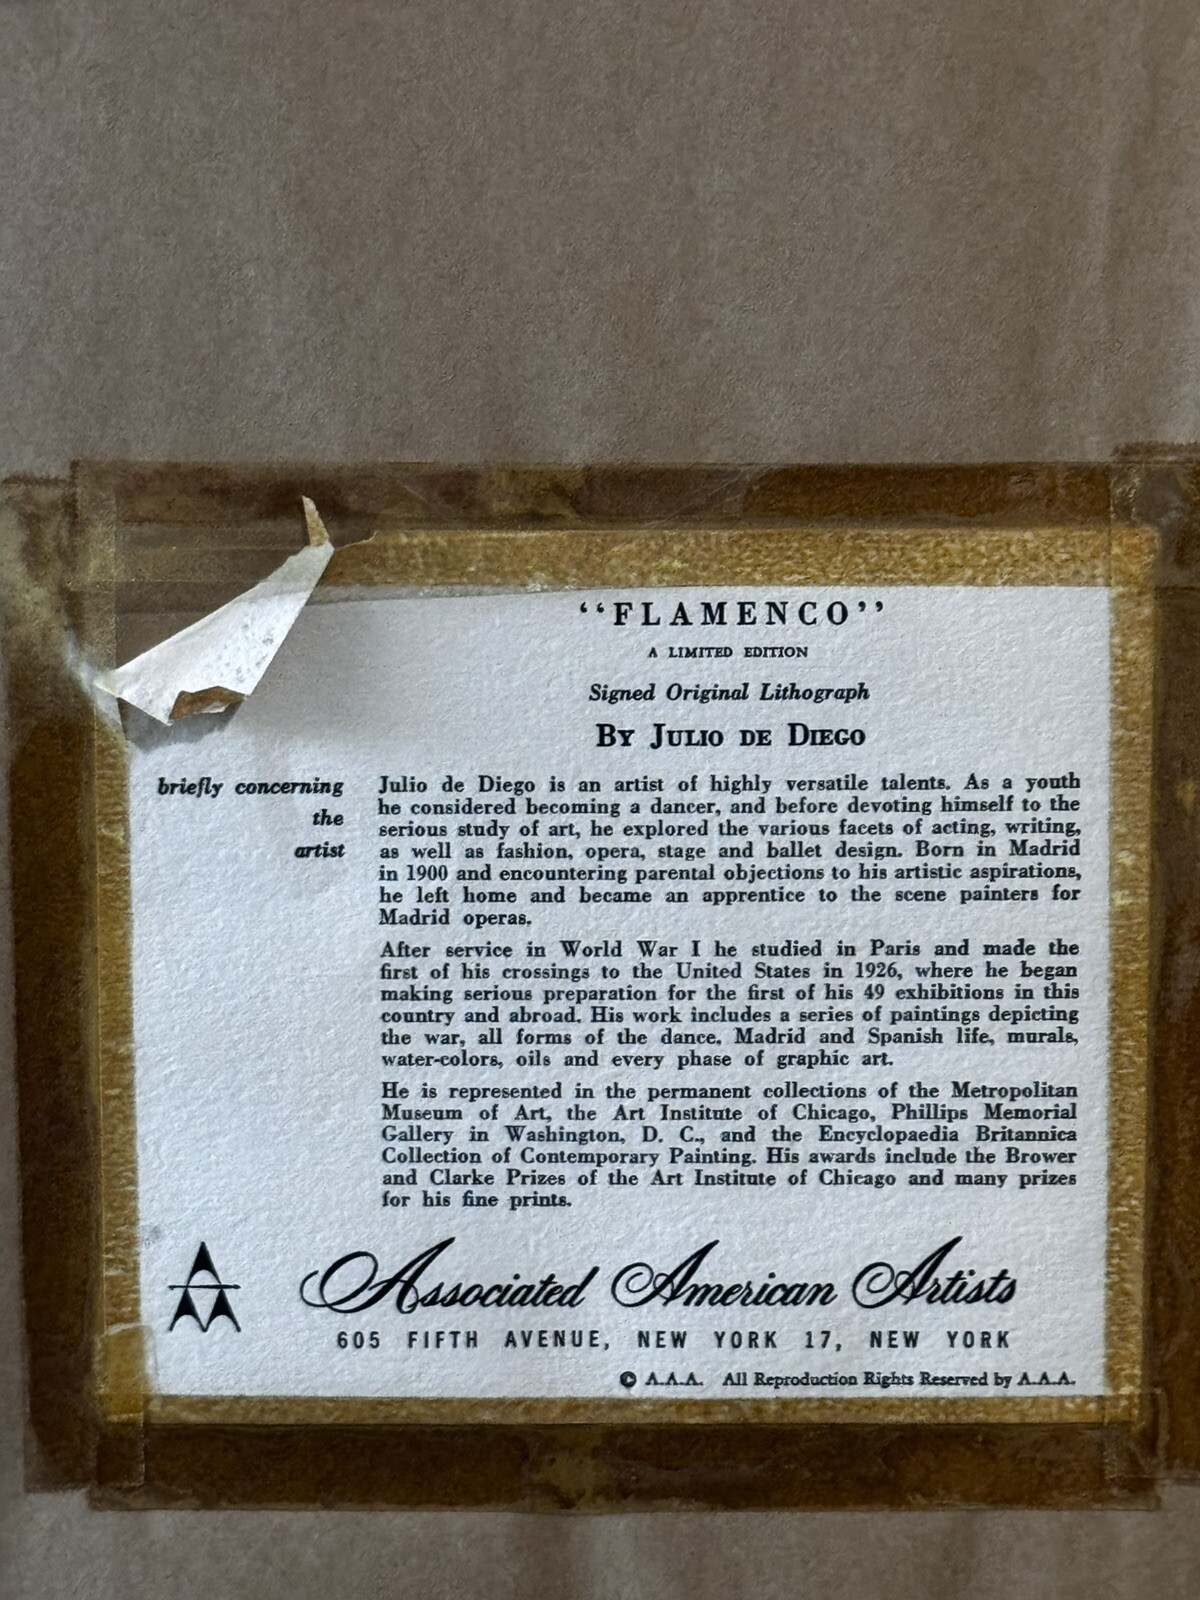 “FLAMENCO”
A LIMITED EDITION
Signed Original Lithograph
By Julio de Diego
briefly concerning
the
artist
Julio de Diego is an artist of highly versatile talents. As a youth
he considered becoming a dancer, and before devoting himself to the
serious study of art, he explored the various facets of acting, writing,
as well as fashion, opera, stage and ballet design. Born in Madrid
in 1900 and encountering parental objections to his artistic aspirations,
he left home and became an apprentice to the scene painters for
Madrid operas.
After service in World War I he studied in Paris and made the
first of his crossings to the United States in 1926, where he began
making serious preparation for the first of his 49 exhibitions in this
country and abroad. His work includes a series of paintings depicting
the war, all forms of the dance, Madrid and Spanish life, murals,
water-colors, oils and every phase of graphic art.
He is represented in the permanent collections of the Metropolitan
Museum of Art, the Art Institute of Chicago, Phillips Memorial
Gallery in Washington, D. C., and the Encyclopaedia Britannica
Collection of Contemporary Painting. His awards include the Brower
and Clarke Prizes of the Art Institute of Chicago and many prizes
for his fine prints.
Associated American Artists
605 FIFTH AVENUE, NEW YORK 17, NEW YORK
© A.A.A. All Reproduction Rights Reserved by A.A.A.